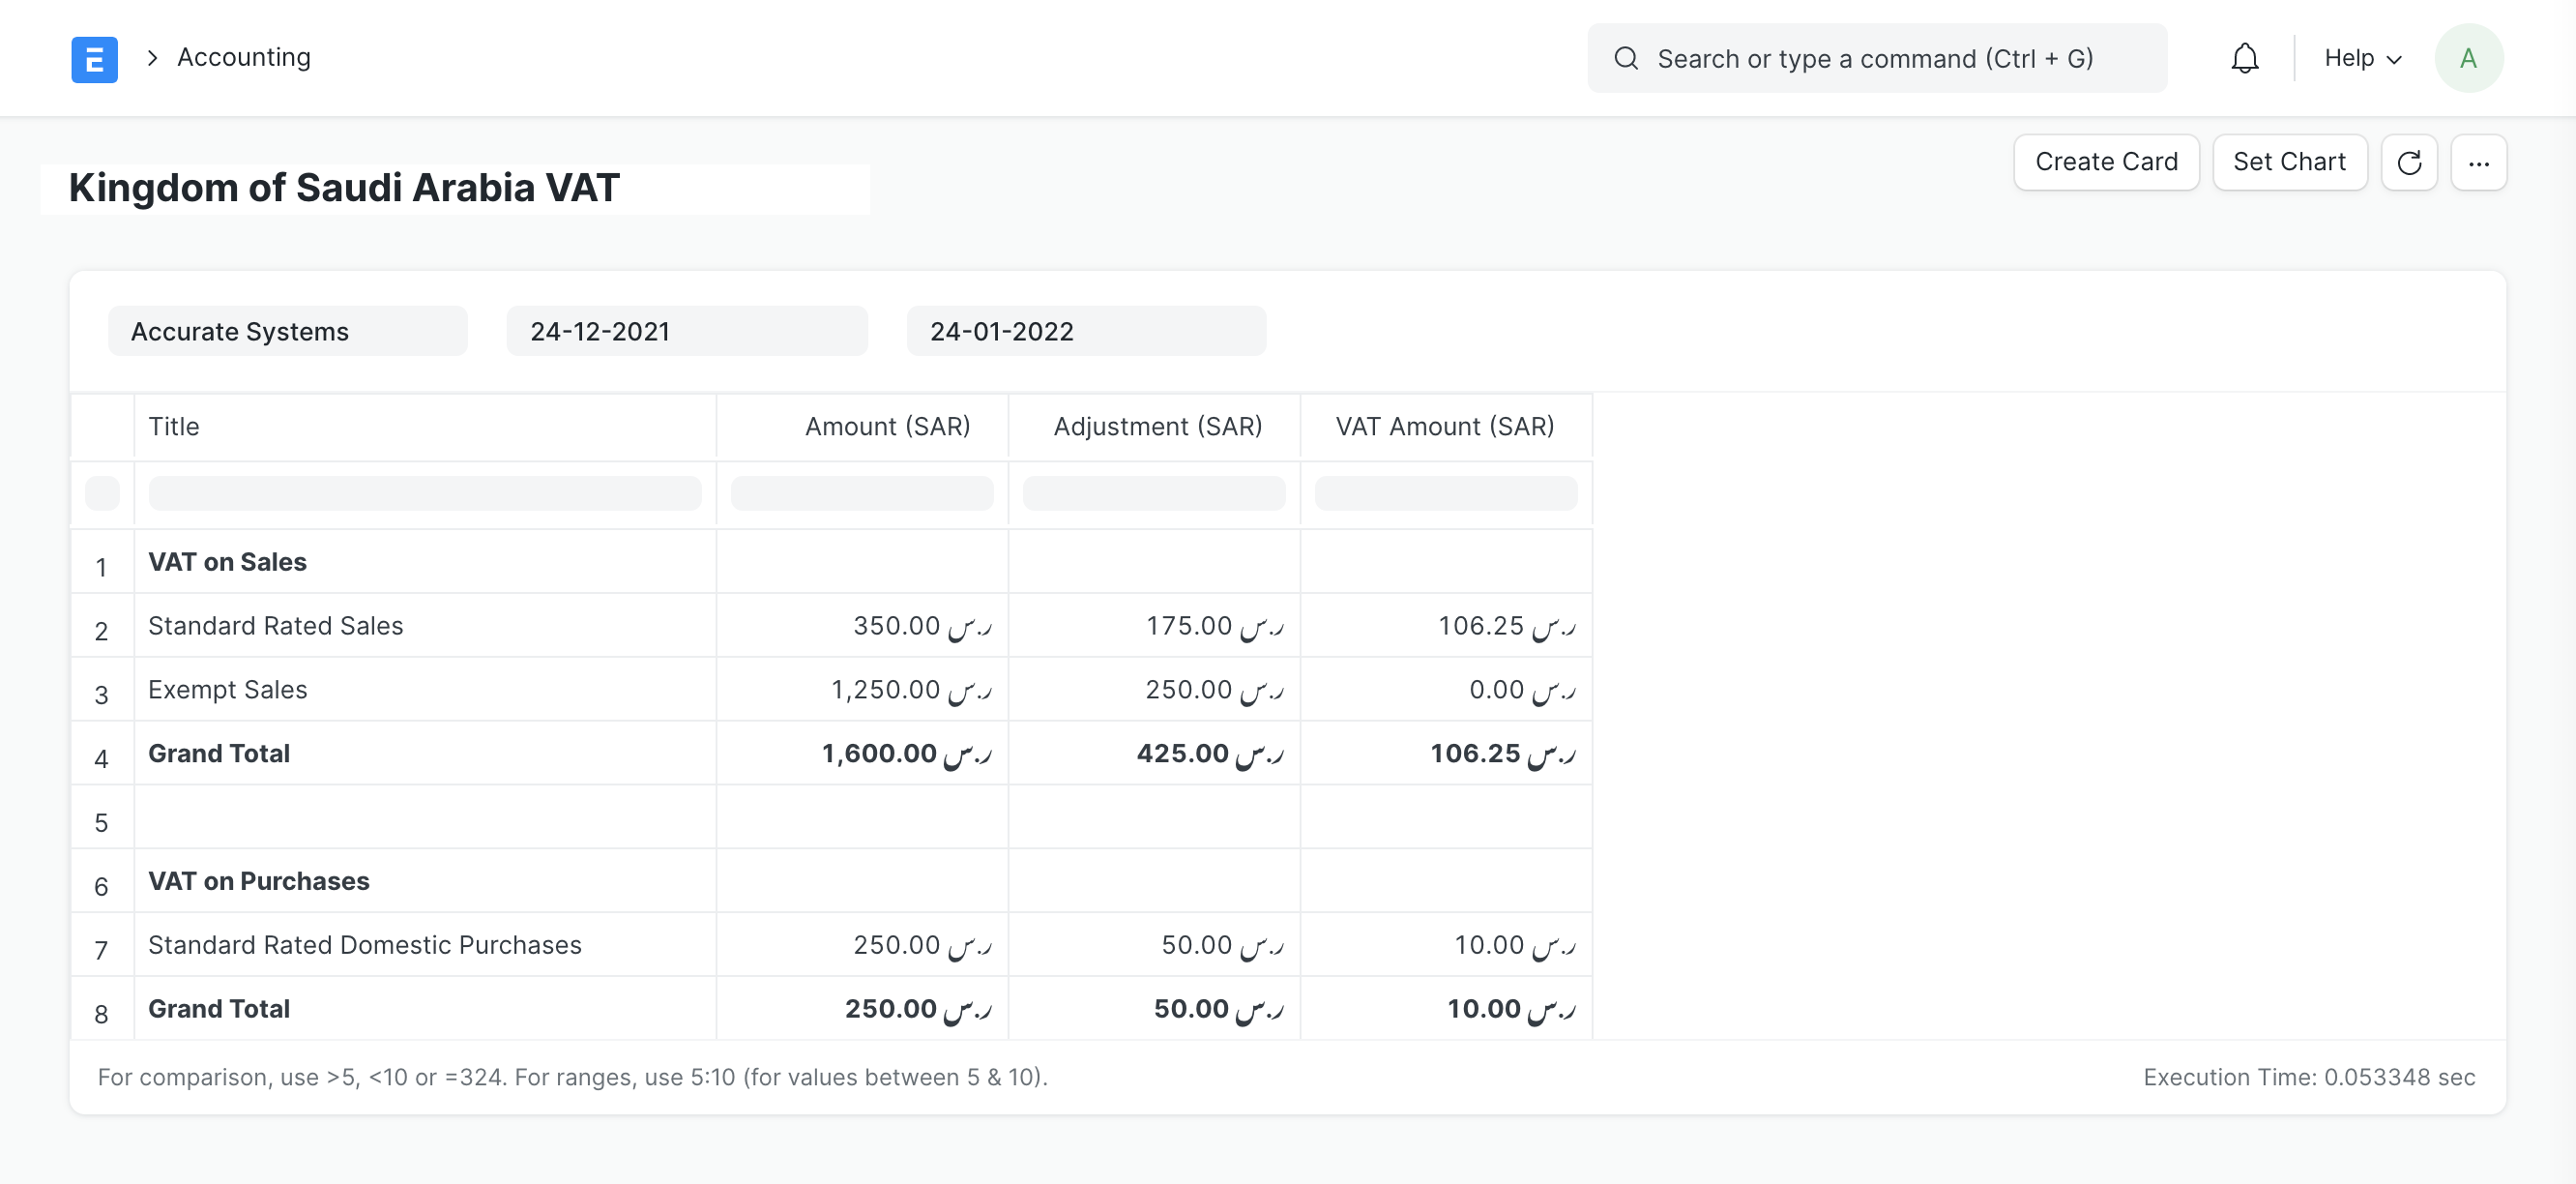 Accounting
Search or type a command (Ctrl + G)
Help
A
Kingdom of Saudi Arabia VAT
Create Card
Set Chart
...
Accurate Systems
24-12-2021
24-01-2022
Title Amount (SAR) Adjustment (SAR) VAT Amount (SAR)
1 VAT on Sales
2 Standard Rated Sales 350.00 ر.س 175.00 ر.س 106.25 ر.س
3 Exempt Sales 1,250.00 ر.س 250.00 ر.س 0.00 ر.س
4 Grand Total 1,600.00 ر.س 425.00 ر.س 106.25 ر.س
5
6 VAT on Purchases
7 Standard Rated Domestic Purchases 250.00 ر.س 50.00 ر.س 10.00 ر.س
8 Grand Total 250.00 ر.س 50.00 ر.س 10.00 ر.س
For comparison, use >5, <10 or =324. For ranges, use 5:10 (for values between 5 & 10).
Execution Time: 0.053348 sec